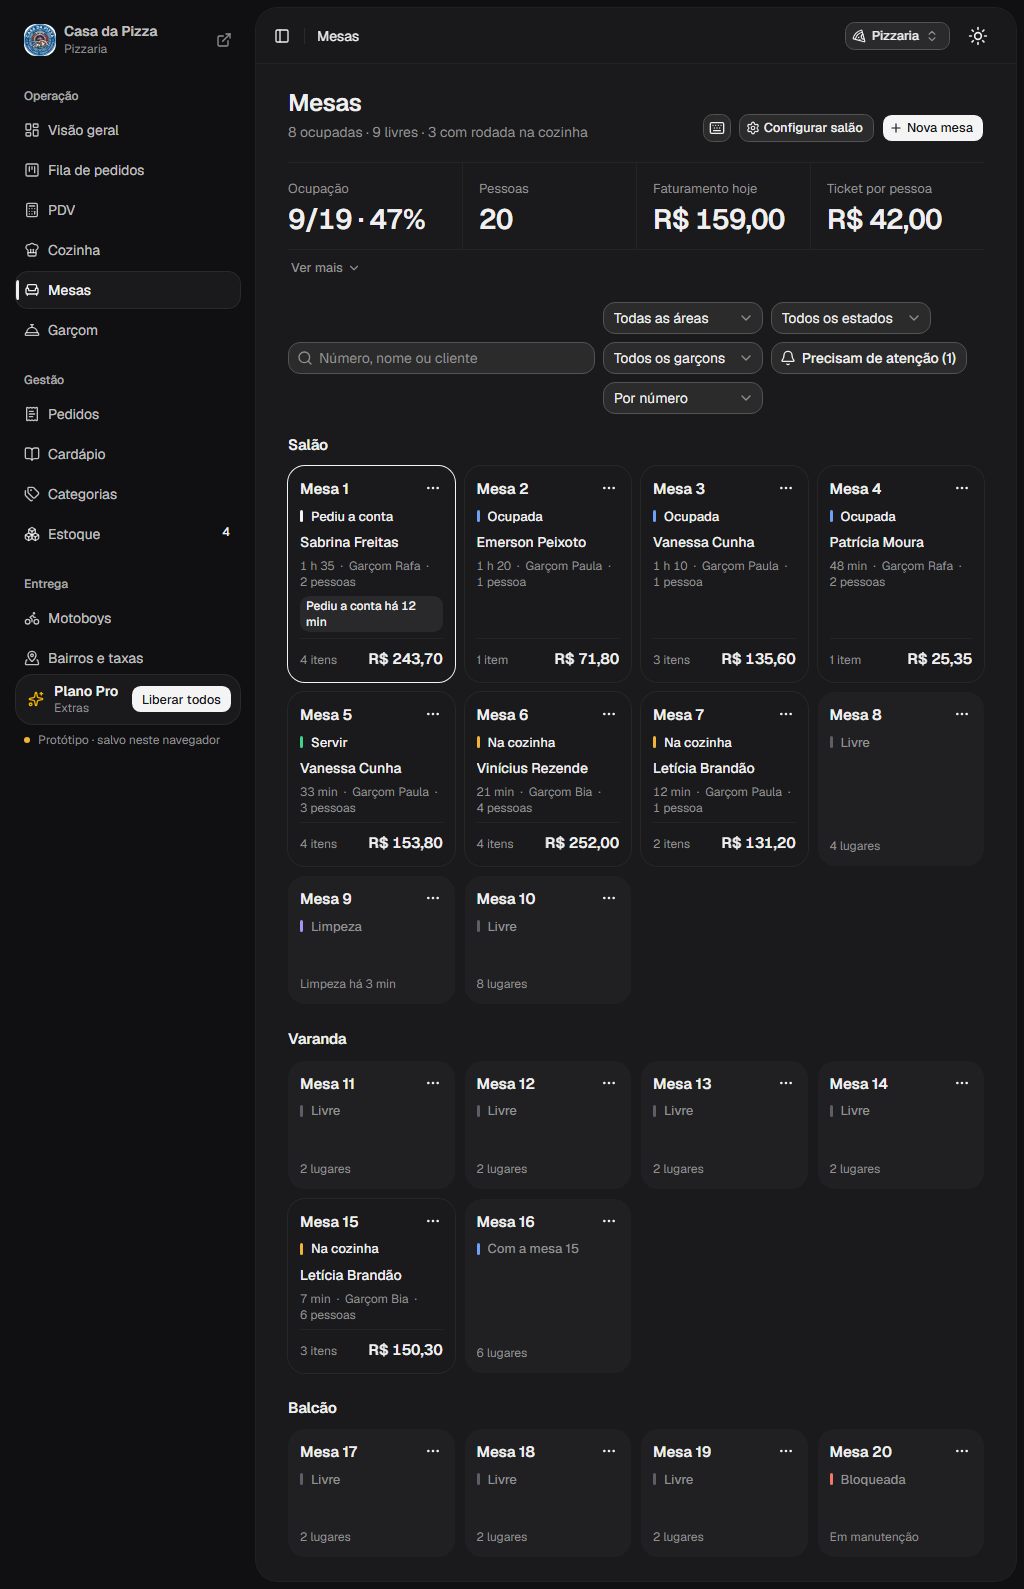 Casa da Pizza
Pizzaria
Operação
Visão geral
Fila de pedidos
PDV
Cozinha
Mesas
Garçom
Gestão
Pedidos
Cardápio
Categorias
Estoque 4
Entrega
Motoboys
Bairros e taxas
Plano Pro
Extras
Liberar todos
Protótipo · salvo neste navegador
Mesas
Pizzaria
Mesas
8 ocupadas · 9 livres · 3 com rodada na cozinha
Configurar salão
+ Nova mesa
Ocupação
9/19 · 47%
Pessoas
20
Faturamento hoje
R$ 159,00
Ticket por pessoa
R$ 42,00
Ver mais
Número, nome ou cliente
Todas as áreas
Todos os estados
Todos os garçons
Precisam de atenção (1)
Por número
Salão
Mesa 1 ...
Pediu a conta
Sabrina Freitas
1 h 35 · Garçom Rafa ·
2 pessoas
Pediu a conta há 12
min
4 itens R$ 243,70
Mesa 2 ...
Ocupada
Emerson Peixoto
1 h 20 · Garçom Paula ·
1 pessoa
1 item R$ 71,80
Mesa 3 ...
Ocupada
Vanessa Cunha
1 h 10 · Garçom Paula ·
1 pessoa
3 itens R$ 135,60
Mesa 4 ...
Ocupada
Patrícia Moura
48 min · Garçom Rafa ·
2 pessoas
1 item R$ 25,35
Mesa 5 ...
Servir
Vanessa Cunha
33 min · Garçom Paula ·
3 pessoas
4 itens R$ 153,80
Mesa 6 ...
Na cozinha
Vinícius Rezende
21 min · Garçom Bia ·
4 pessoas
4 itens R$ 252,00
Mesa 7 ...
Na cozinha
Letícia Brandão
12 min · Garçom Paula ·
1 pessoa
2 itens R$ 131,20
Mesa 8 ...
Livre
4 lugares
Mesa 9 ...
Limpeza
Limpeza há 3 min
Mesa 10 ...
Livre
8 lugares
Varanda
Mesa 11 ...
Livre
2 lugares
Mesa 12 ...
Livre
2 lugares
Mesa 13 ...
Livre
2 lugares
Mesa 14 ...
Livre
2 lugares
Mesa 15 ...
Na cozinha
Letícia Brandão
7 min · Garçom Bia ·
6 pessoas
3 itens R$ 150,30
Mesa 16 ...
Com a mesa 15
6 lugares
Balcão
Mesa 17 ...
Livre
2 lugares
Mesa 18 ...
Livre
2 lugares
Mesa 19 ...
Livre
2 lugares
Mesa 20 ...
Bloqueada
Em manutenção